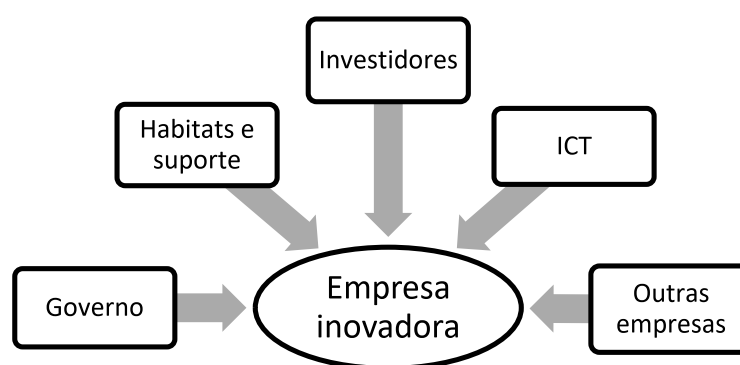 Investidores
Habitats e
suporte
ICT
Governo
Empresa
inovadora
Outras
empresas